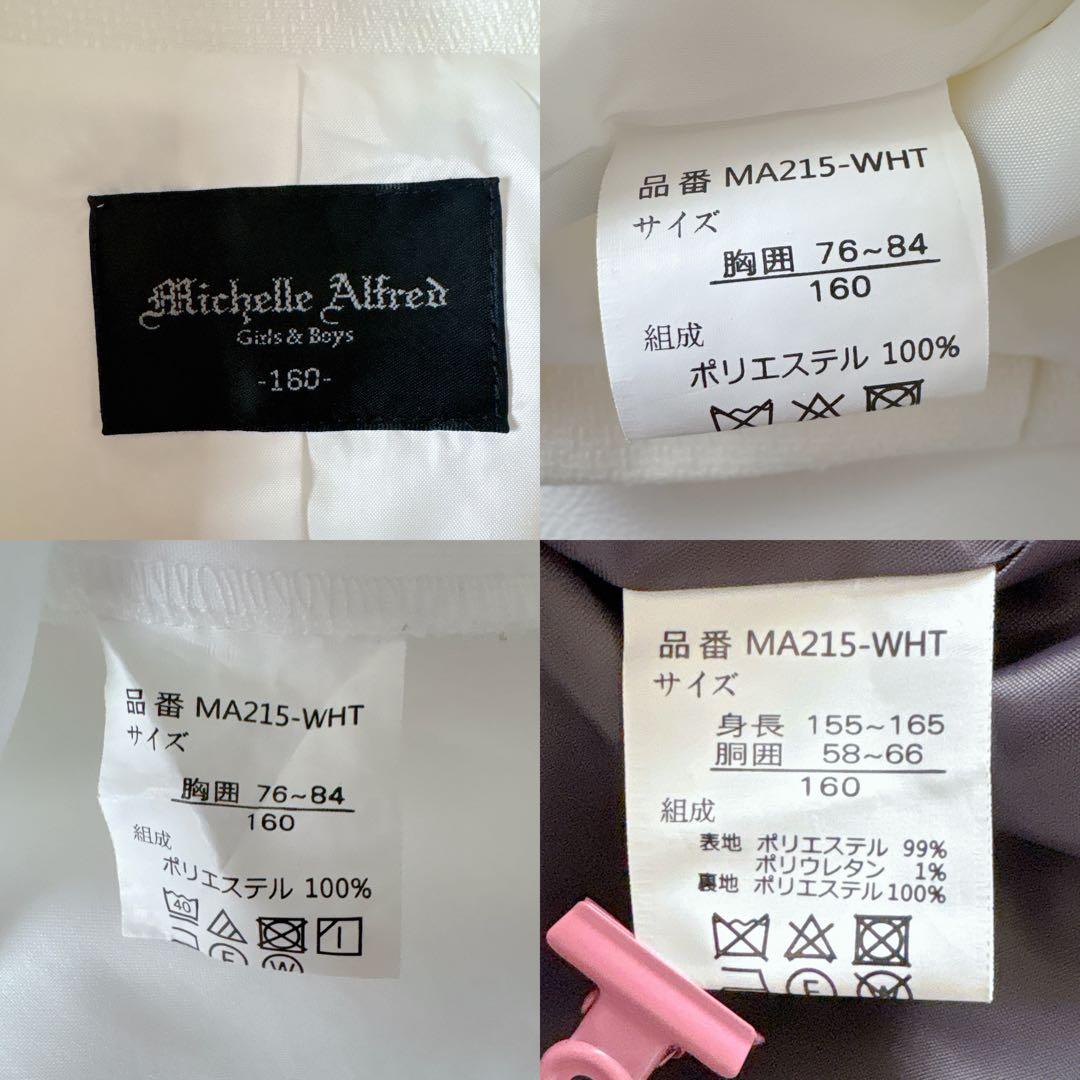 Michelle Alfred
Girls & Boys
-160-
品番 MA215-WHT
サイズ
胸囲 76~84
160
組成
ポリエステル 100%
品番 MA215-WHT
サイズ
胸囲 76~84
160
組成
ポリエステル 100%
40
F
W
品番 MA215-WHT
サイズ
身長 155~165
胴囲 58~66
160
組成
表地 ポリエステル 99%
ポリウレタン 1%
裏地 ポリエステル100%
F